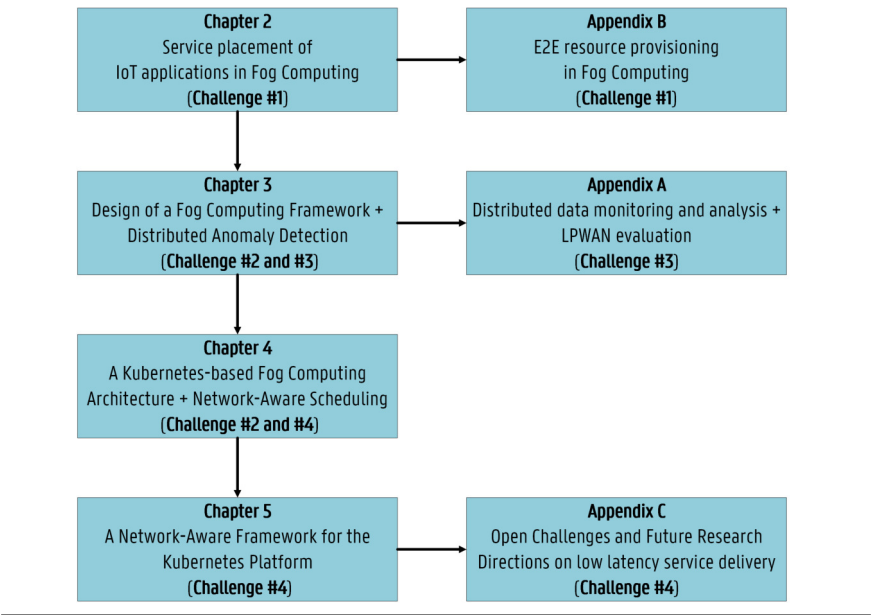 Chapter 2
Service placement of
IoT applications in Fog Computing
(Challenge #1)
Appendix B
E2E resource provisioning
in Fog Computing
(Challenge #1)
Chapter 3
Design of a Fog Computing Framework +
Distributed Anomaly Detection
(Challenge #2 and #3)
Appendix A
Distributed data monitoring and analysis +
LPWAN evaluation
(Challenge #3)
Chapter 4
A Kubernetes-based Fog Computing
Architecture + Network-Aware Scheduling
(Challenge #2 and #4)
Chapter 5
A Network-Aware Framework for the
Kubernetes Platform
(Challenge #4)
Appendix C
Open Challenges and Future Research
Directions on low latency service delivery
(Challenge #4)